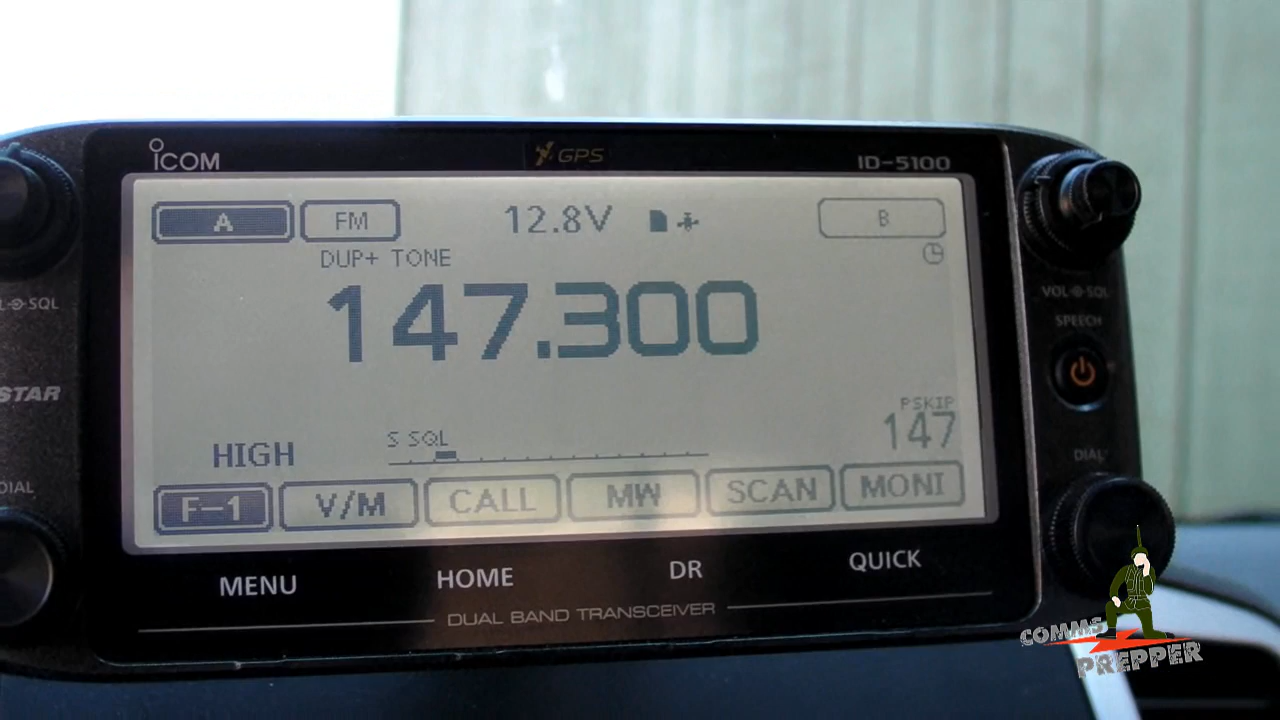 ICOM
GPS
ID-5100
A FM 12.8V B
DUP+ TONE
147.300
PSKIP
147
HIGH
S SQL
F-1 V/M CALL MW SCAN MONI
MENU HOME DR QUICK
DUAL BAND TRANSCEIVER
L SQL
STAR
DIAL
VOL SQL
SPEECH
DIAL
COMMS
PREPPER